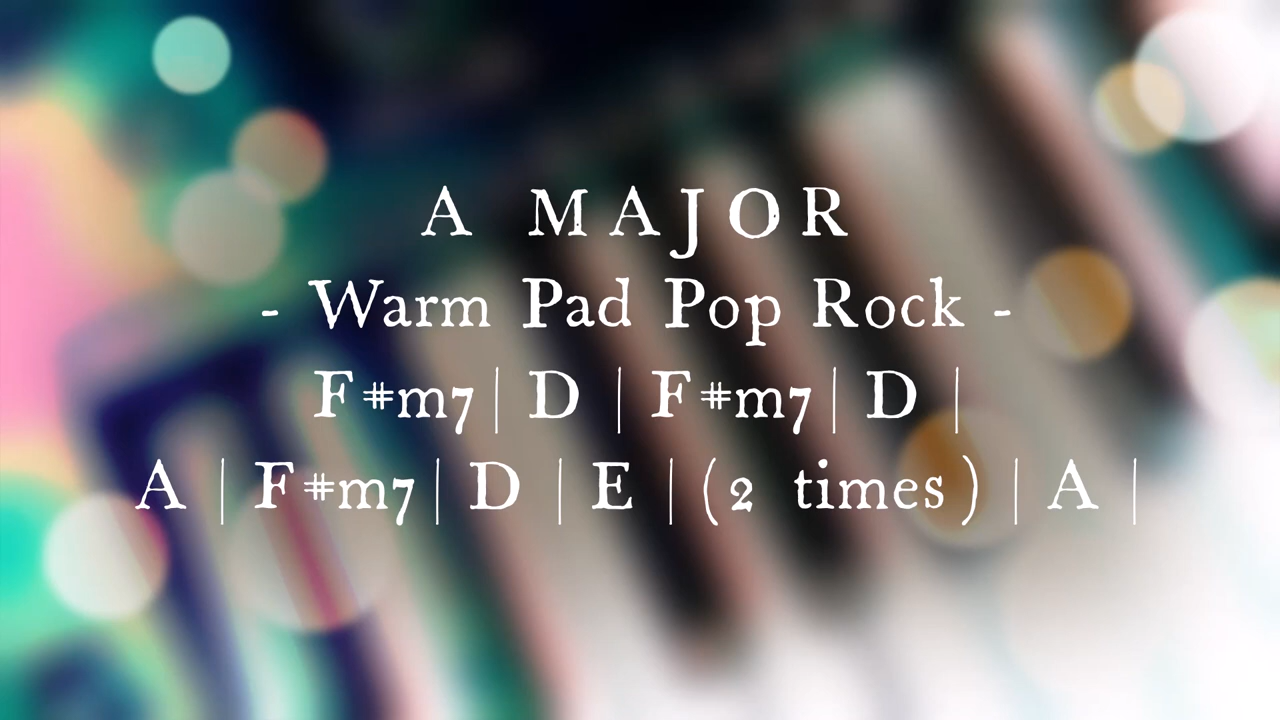 A MAJOR
- Warm Pad Pop Rock -
F#m7| D | F#m7| D |
A | F#m7| D | E | (2 times) | A |